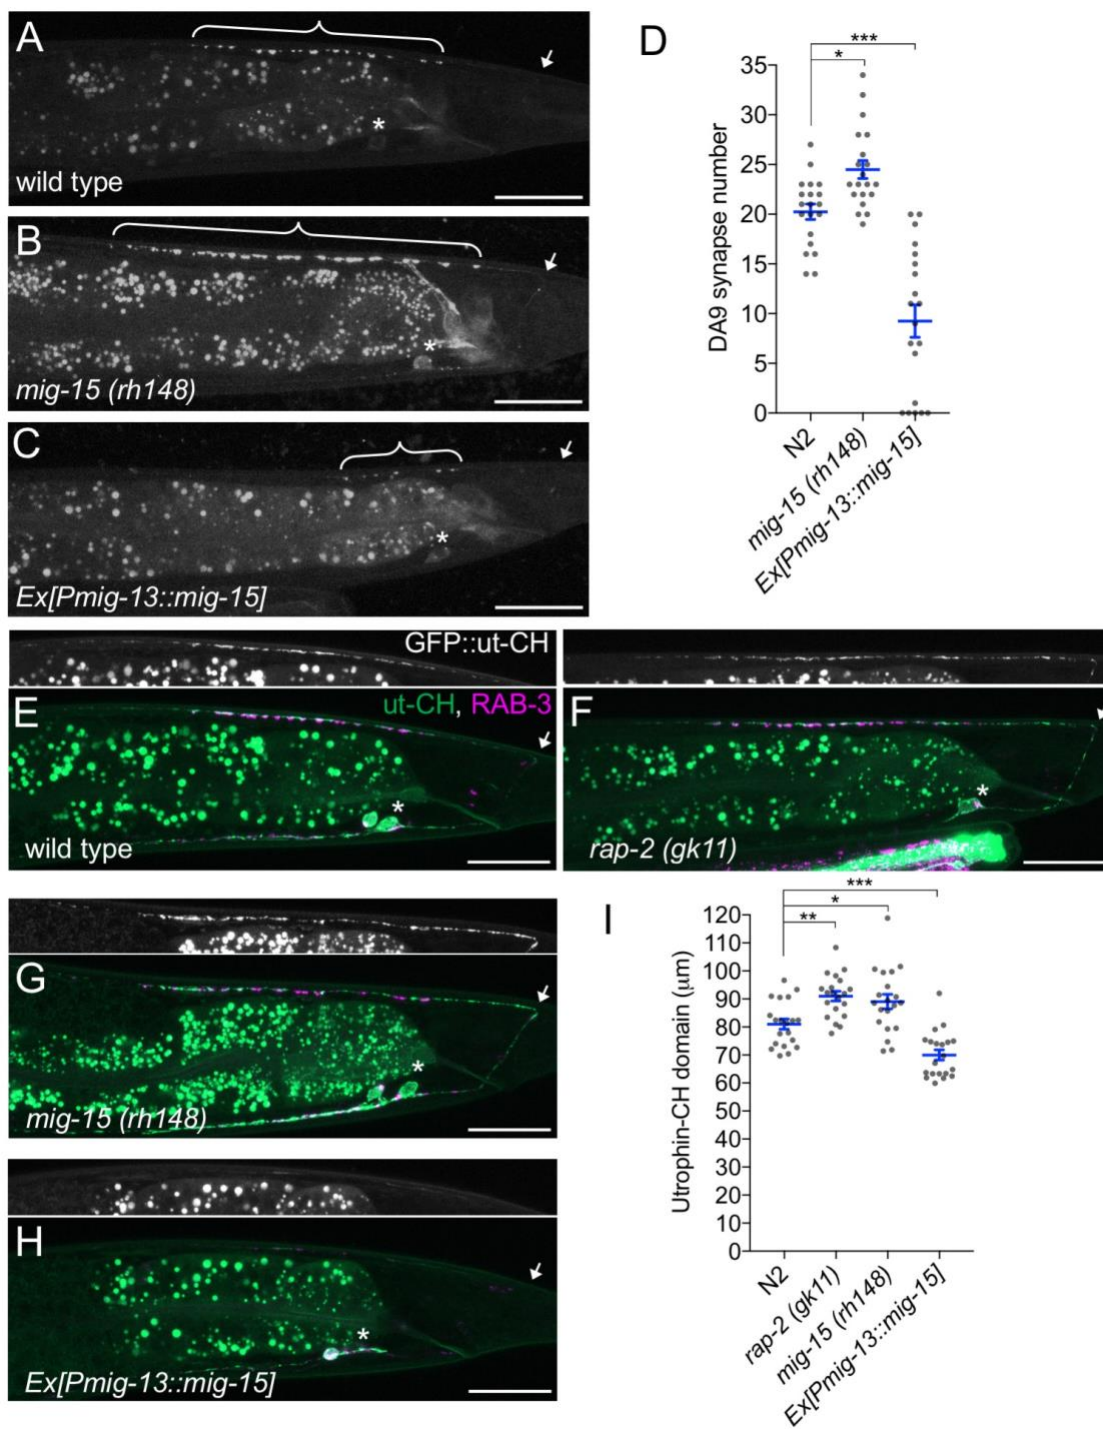 A
wild type
B
mig-15 (rh148)
C
Ex[Pmig-13::mig-15]
D
*
***
DA9 synapse number
35
30
25
20
15
10
5
0
N2
mig-15 (rh148)
Ex[Pmig-13::mig-15]
GFP::ut-CH
E
ut-CH, RAB-3
wild type
F
rap-2 (gk11)
G
mig-15 (rh148)
H
Ex[Pmig-13::mig-15]
I
***
*
**
Utrophin-CH domain (μm)
120
110
100
90
80
70
60
50
40
30
20
10
0
N2
rap-2 (gk11)
mig-15 (rh148)
Ex[Pmig-13::mig-15]